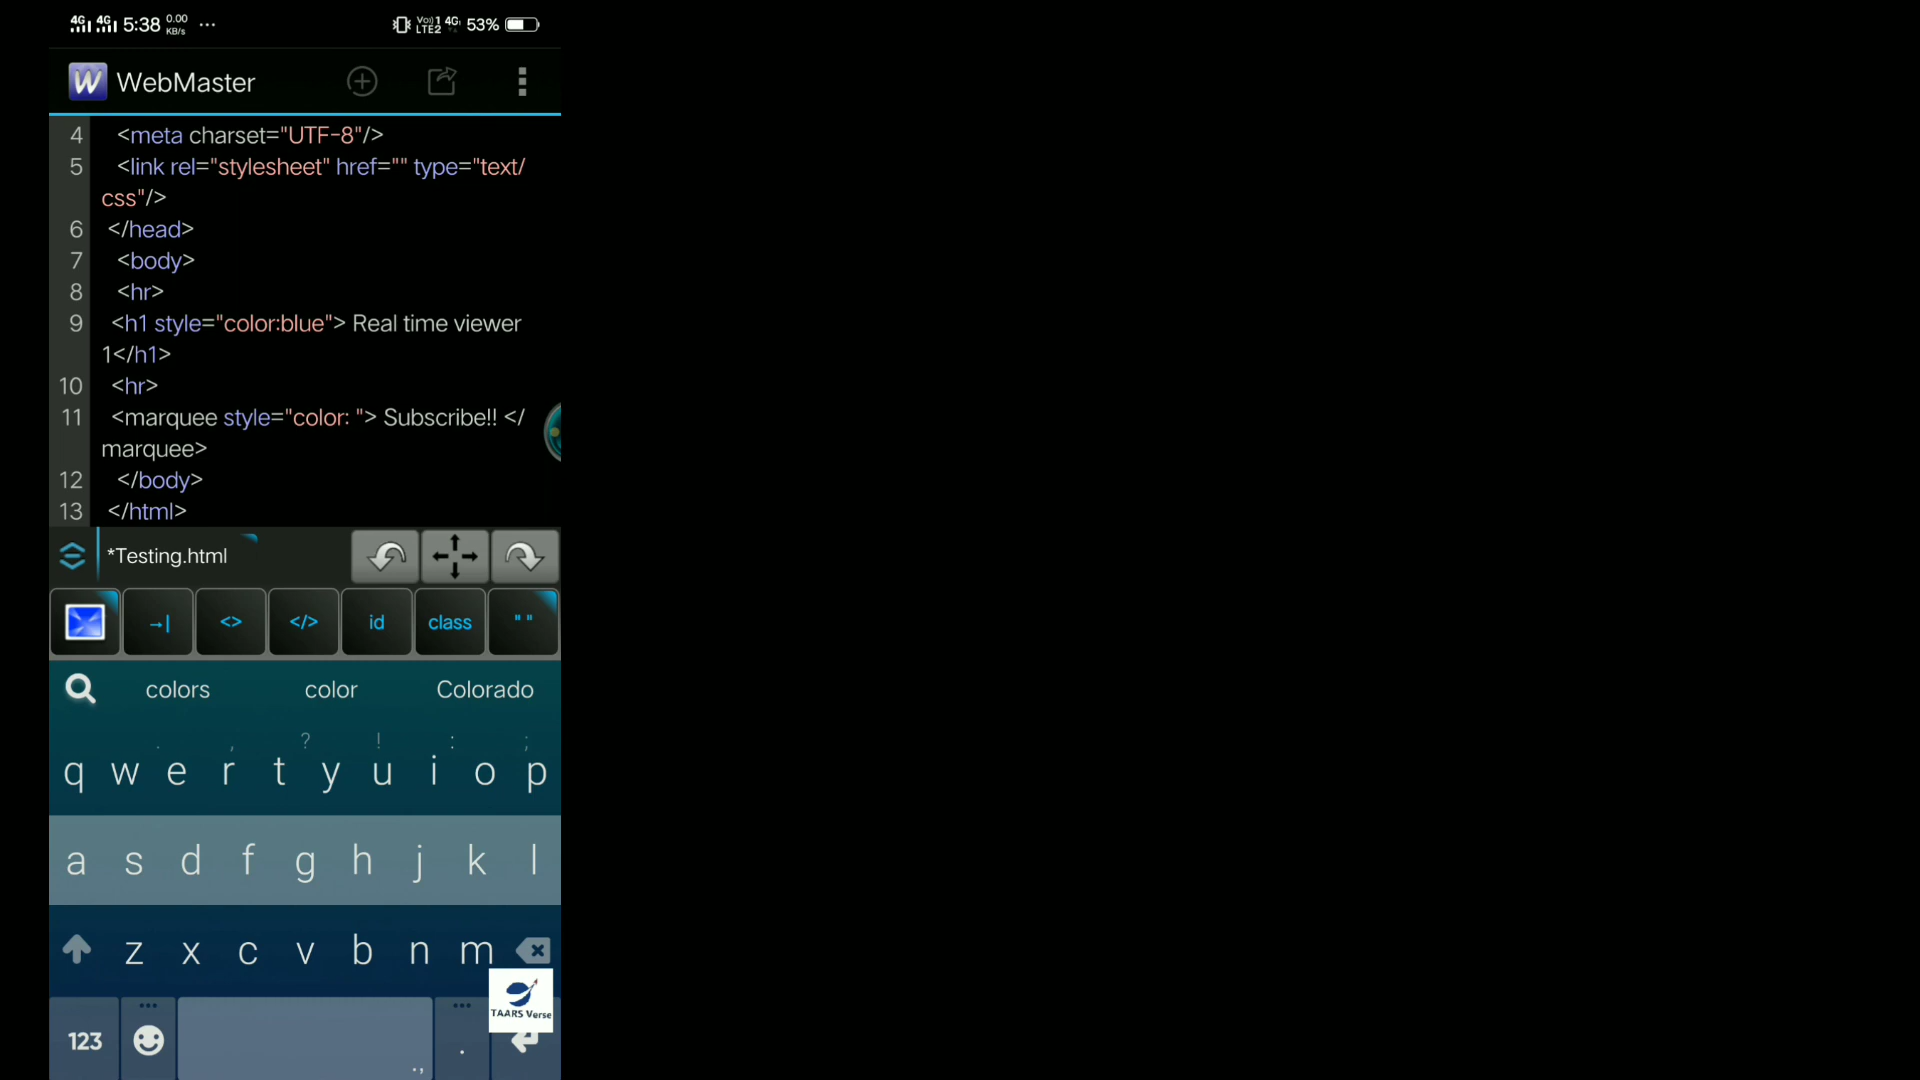 4G 4G 5:38 0.00 KB/s ...
Vo)) 1 4G LTE2 53%
W WebMaster
4 <meta charset="UTF-8"/>
5 <link rel="stylesheet" href="" type="text/
css"/>
6 </head>
7 <body>
8 <hr>
9 <h1 style="color:blue"> Real time viewer
1</h1>
10 <hr>
11 <marquee style="color: "> Subscribe!! </
marquee>
12 </body>
13 </html>
*Testing.html
→| <> </> id class " "
colors color Colorado
. , ? ! : ;
q w e r t y u i o p
a s d f g h j k l
z x c v b n m
TAARS Verse
123 ., .